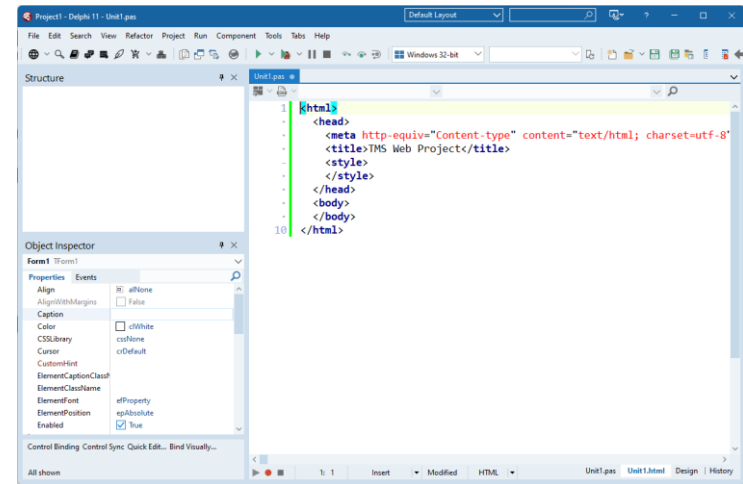 Project1 - Delphi 11 - Unit1.pas
Default Layout
File Edit Search View Refactor Project Run Component Tools Tabs Help
Windows 32-bit
Structure
Unit1.pas
1 <html>
<head>
<meta http-equiv="Content-type" content="text/html; charset=utf-8"
<title>TMS Web Project</title>
<style>
</style>
</head>
<body>
</body>
10 </html>
Object Inspector
Form1 TForm1
Properties Events
Align alNone
AlignWithMargins False
Caption
Color clWhite
CSSLibrary cssNone
Cursor crDefault
CustomHint
ElementCaptionClassN
ElementClassName
ElementFont efProperty
ElementPosition epAbsolute
Enabled True
Control Binding Control Sync Quick Edit... Bind Visually...
All shown
1: 1 Insert Modified HTML Unit1.pas Unit1.html Design History